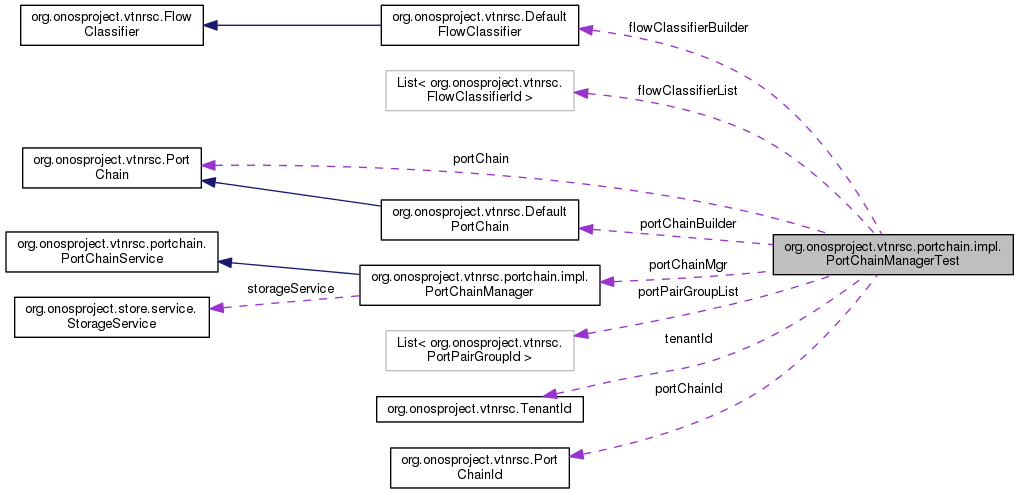 org.onosproject.vtnrsc.Flow
Classifier
org.onosproject.vtnrsc.Default
FlowClassifier
flowClassifierBuilder
List< org.onosproject.vtnrsc.
FlowClassifierId >
flowClassifierList
org.onosproject.vtnrsc.Port
Chain
portChain
org.onosproject.vtnrsc.Default
PortChain
portChainBuilder
org.onosproject.vtnrsc.portchain.impl.
PortChainManagerTest
org.onosproject.vtnrsc.portchain.
PortChainService
org.onosproject.vtnrsc.portchain.impl.
PortChainManager
portChainMgr
storageService
org.onosproject.store.service.
StorageService
portPairGroupList
List< org.onosproject.vtnrsc.
PortPairGroupId >
tenantId
org.onosproject.vtnrsc.TenantId
portChainId
org.onosproject.vtnrsc.Port
ChainId